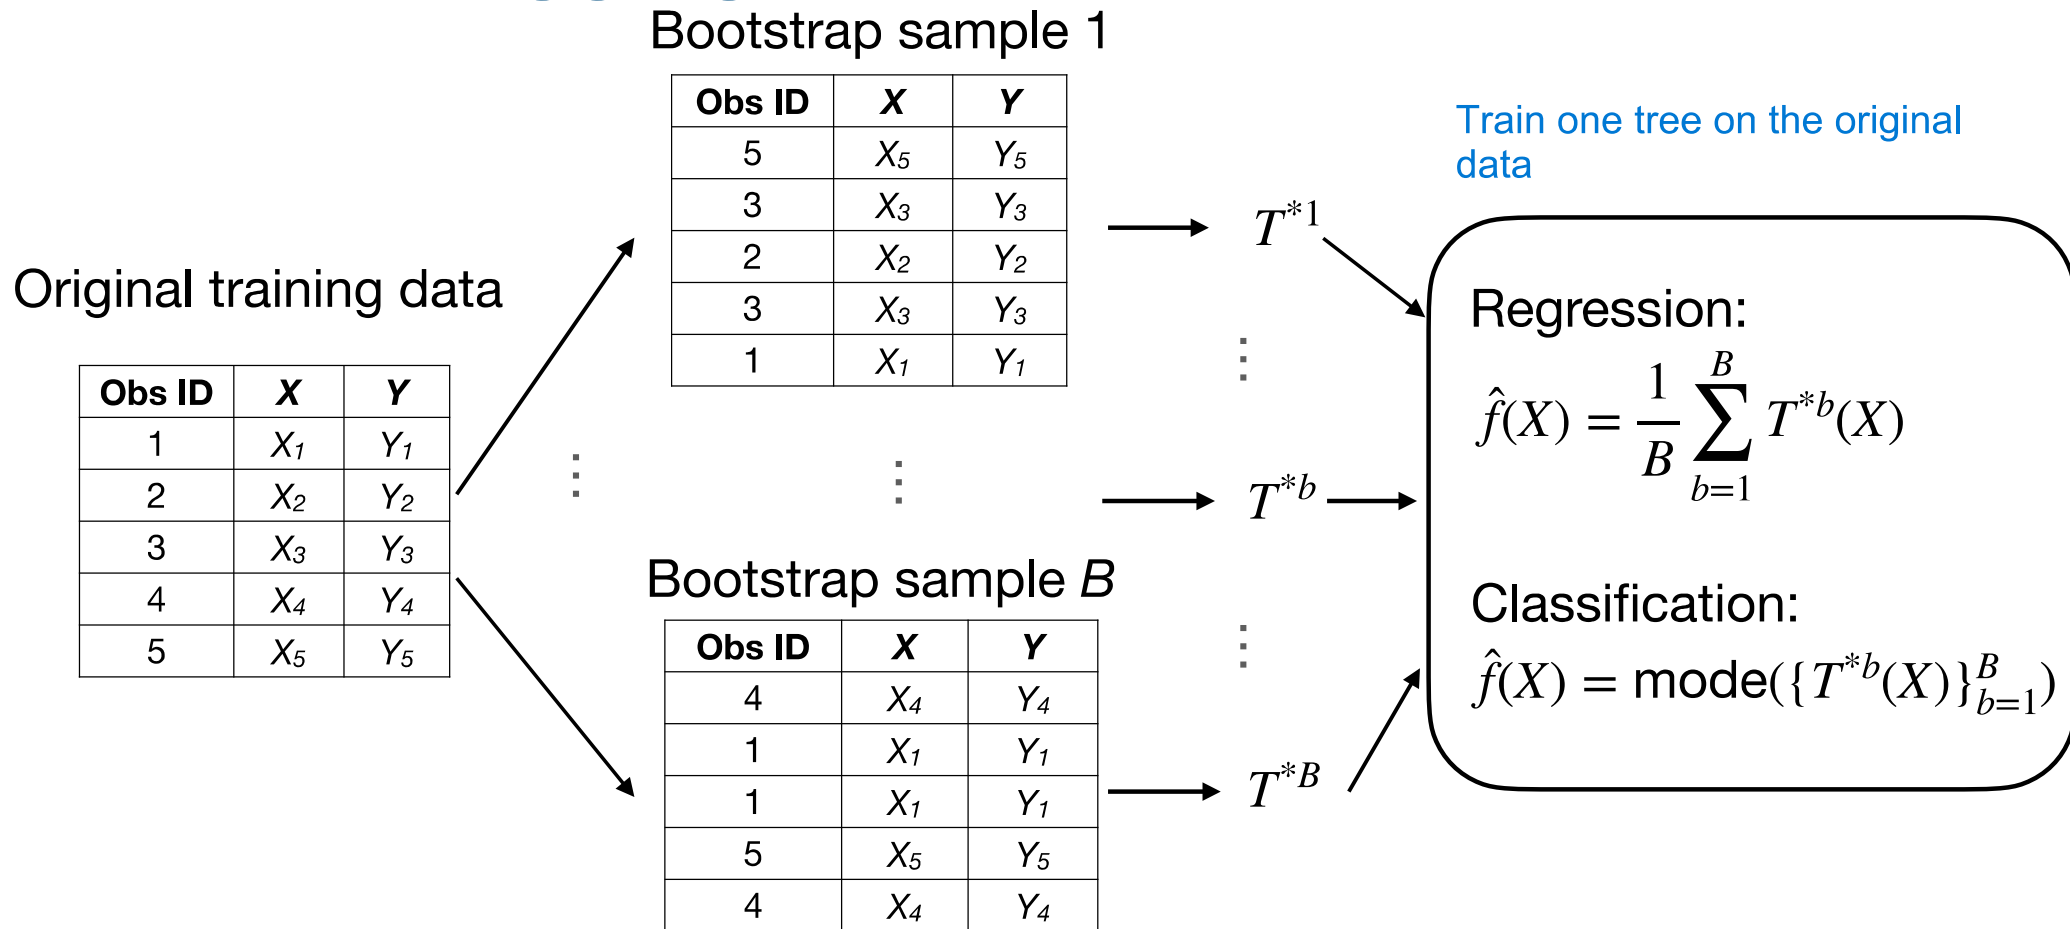 Bootstrap sample 1
Obs ID X Y
5 X5 Y5
3 X3 Y3
2 X2 Y2
3 X3 Y3
1 X1 Y1
Train one tree on the original
data
Original training data
Obs ID X Y
1 X1 Y1
2 X2 Y2
3 X3 Y3
4 X4 Y4
5 X5 Y5
T*1
⋮
⋮
⋮
T*b
Bootstrap sample B
Obs ID X Y
4 X4 Y4
1 X1 Y1
1 X1 Y1
5 X5 Y5
4 X4 Y4
⋮
T*B
Regression:
f̂(X) = 1/B ∑_{b=1}^{B} T^{*b}(X)
Classification:
f̂(X) = mode({T^{*b}(X)}_{b=1}^{B})